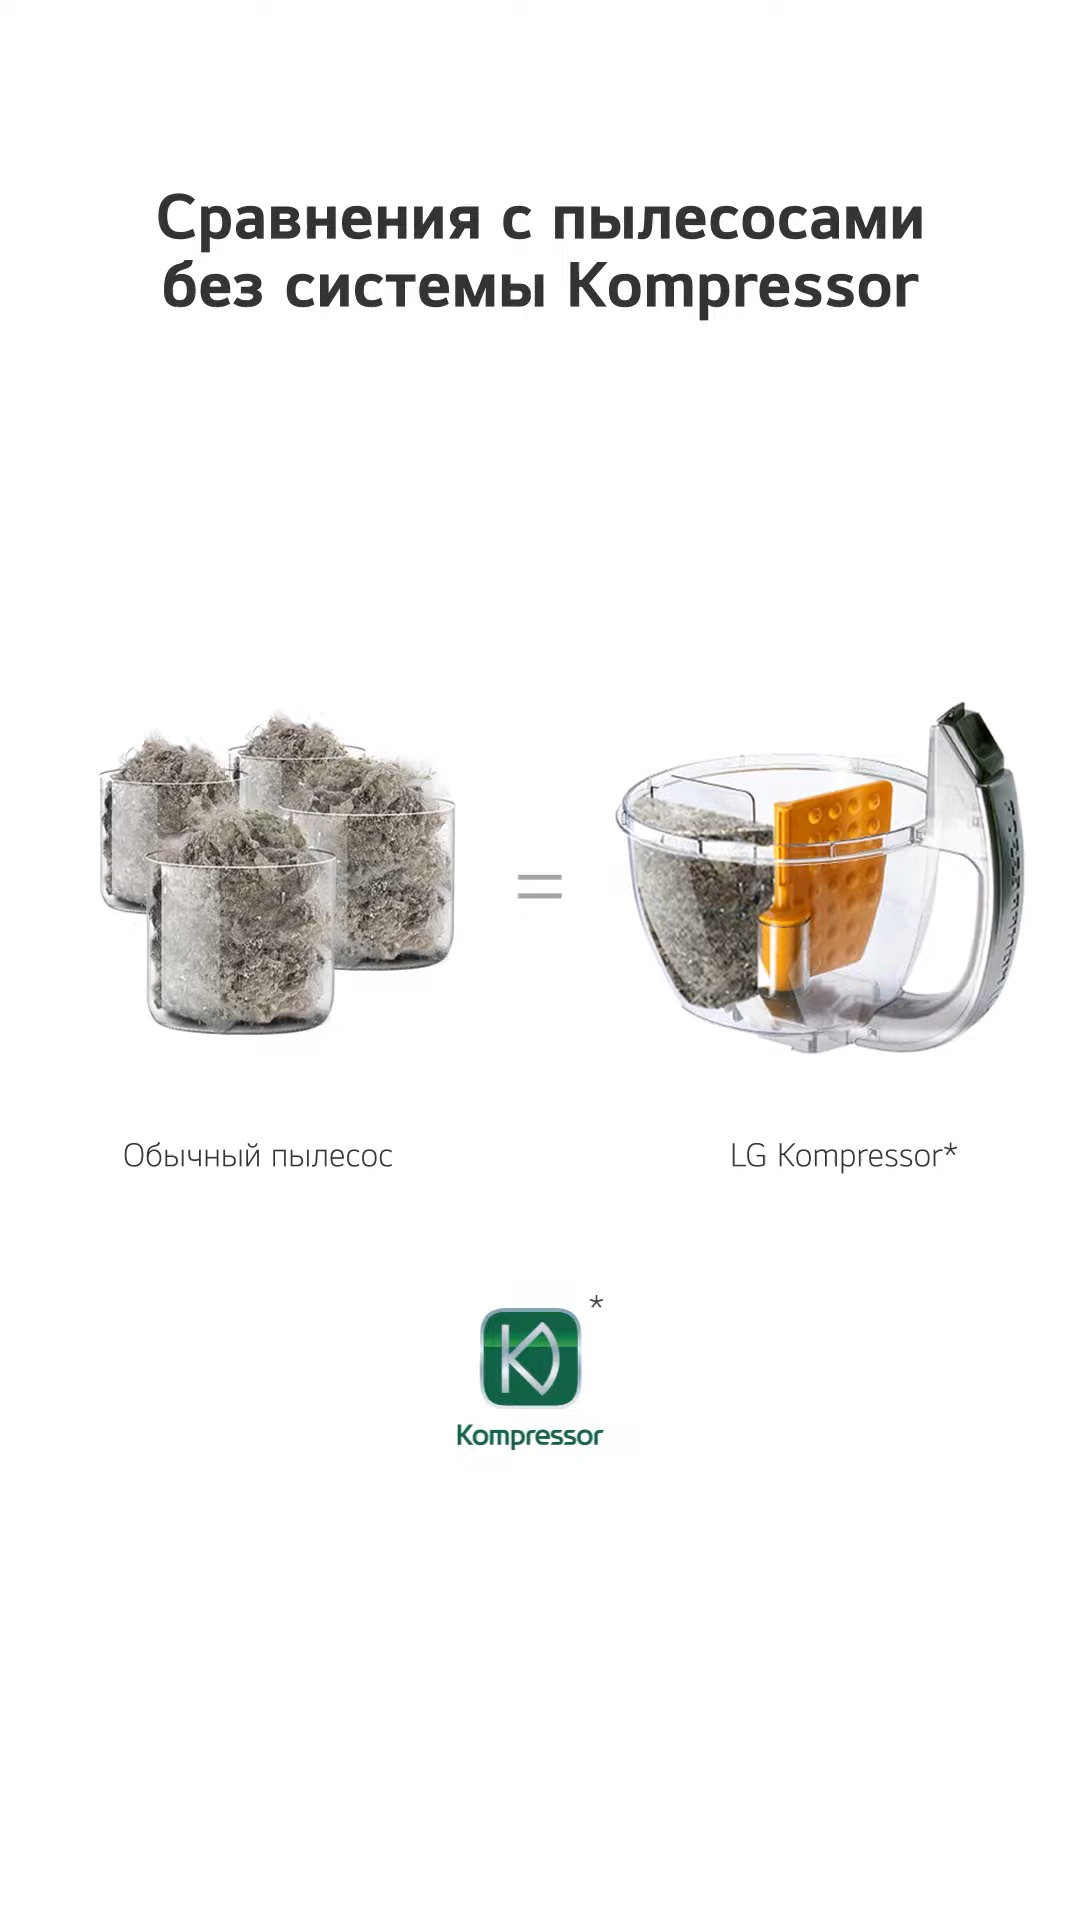 Сравнения с пылесосами
без системы Kompressor
=
Обычный пылесос
LG Kompressor*
*
Kompressor